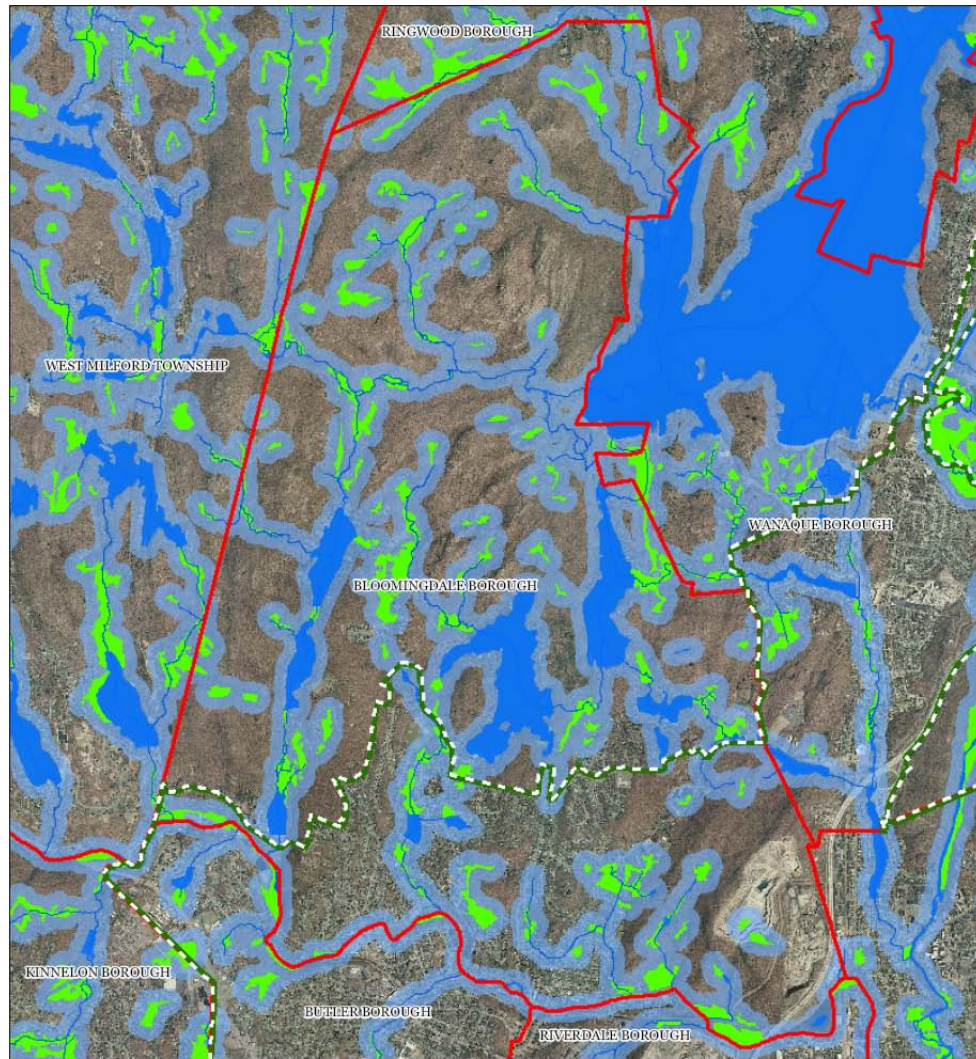 RINGWOOD BOROUGH
WEST MILFORD TOWNSHIP
WANAQUE BOROUGH
BLOOMINGDALE BOROUGH
KINNELON BOROUGH
BUTLER BOROUGH
RIVERDALE BOROUGH